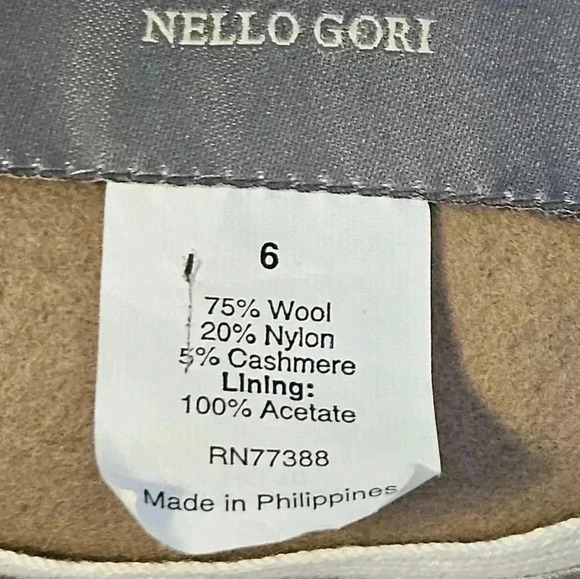 NELLO GORI
6
75% Wool
20% Nylon
5% Cashmere
Lining:
100% Acetate
RN77388
Made in Philippines